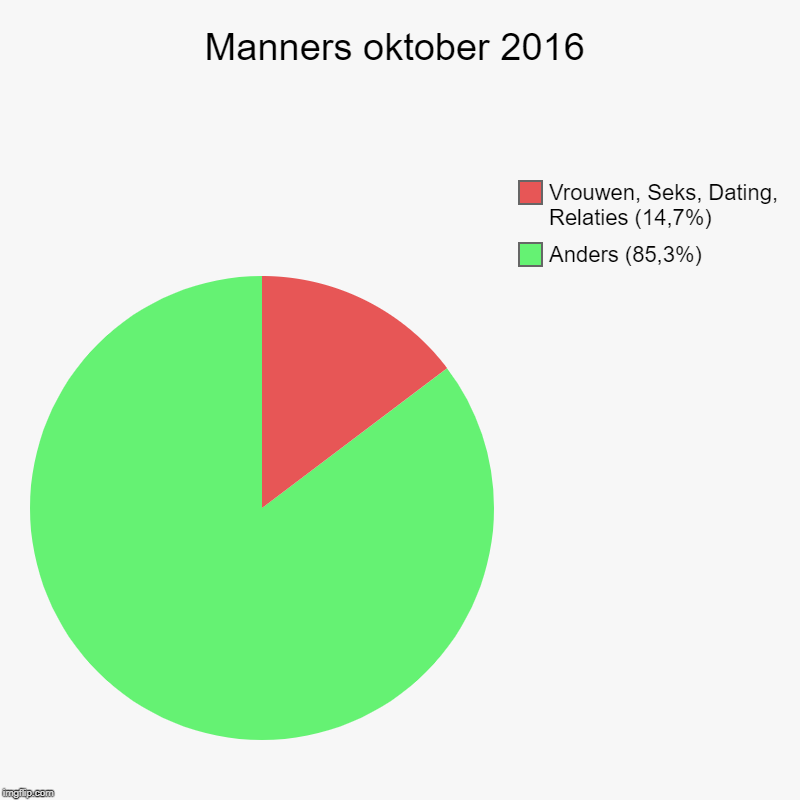 Manners oktober 2016
Vrouwen, Seks, Dating,
Relaties (14,7%)
Anders (85,3%)
imgflip.com